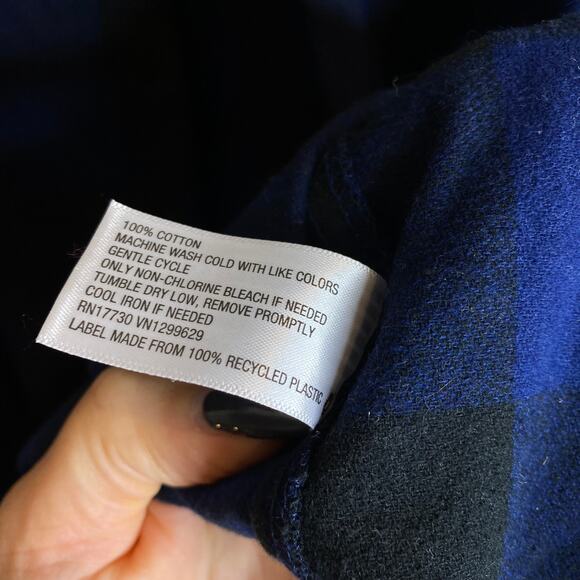 100% COTTON
MACHINE WASH COLD WITH LIKE COLORS
GENTLE CYCLE
ONLY NON-CHLORINE BLEACH IF NEEDED
TUMBLE DRY LOW, REMOVE PROMPTLY
COOL IRON IF NEEDED
RN17730 VN1299629
LABEL MADE FROM 100% RECYCLED PLASTIC